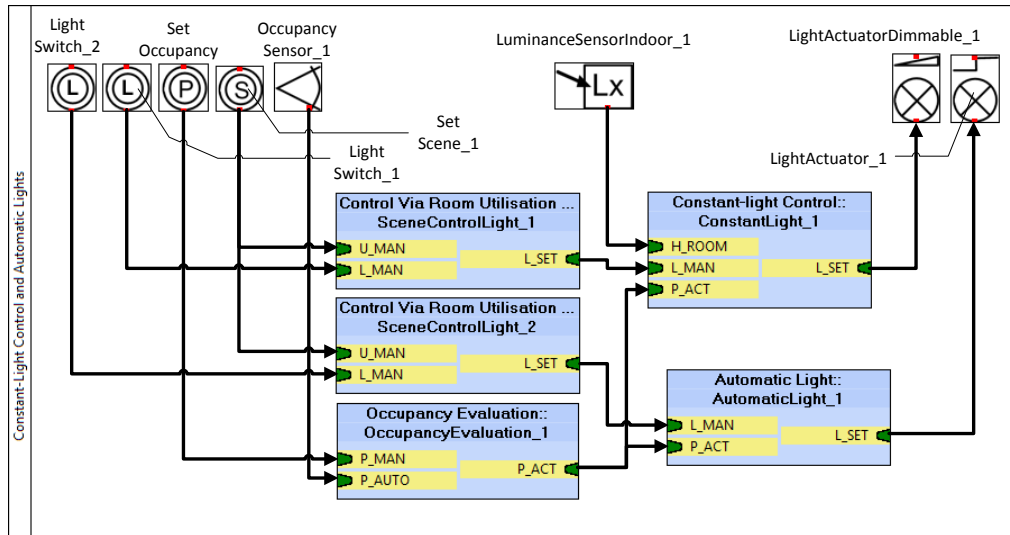 Light
Switch_2
Set
Occupancy
Occupancy
Sensor_1
LuminanceSensorIndoor_1
LightActuatorDimmable_1
L
L
P
S
Lx
Set
Scene_1
Light
Switch_1
LightActuator_1
Control Via Room Utilisation ...
SceneControlLight_1
U_MAN
L_MAN
L_SET
Constant-light Control::
ConstantLight_1
H_ROOM
L_MAN
P_ACT
L_SET
Control Via Room Utilisation ...
SceneControlLight_2
U_MAN
L_MAN
L_SET
Automatic Light::
AutomaticLight_1
L_MAN
P_ACT
L_SET
Occupancy Evaluation::
OccupancyEvaluation_1
P_MAN
P_AUTO
P_ACT
Constant-Light Control and Automatic Lights